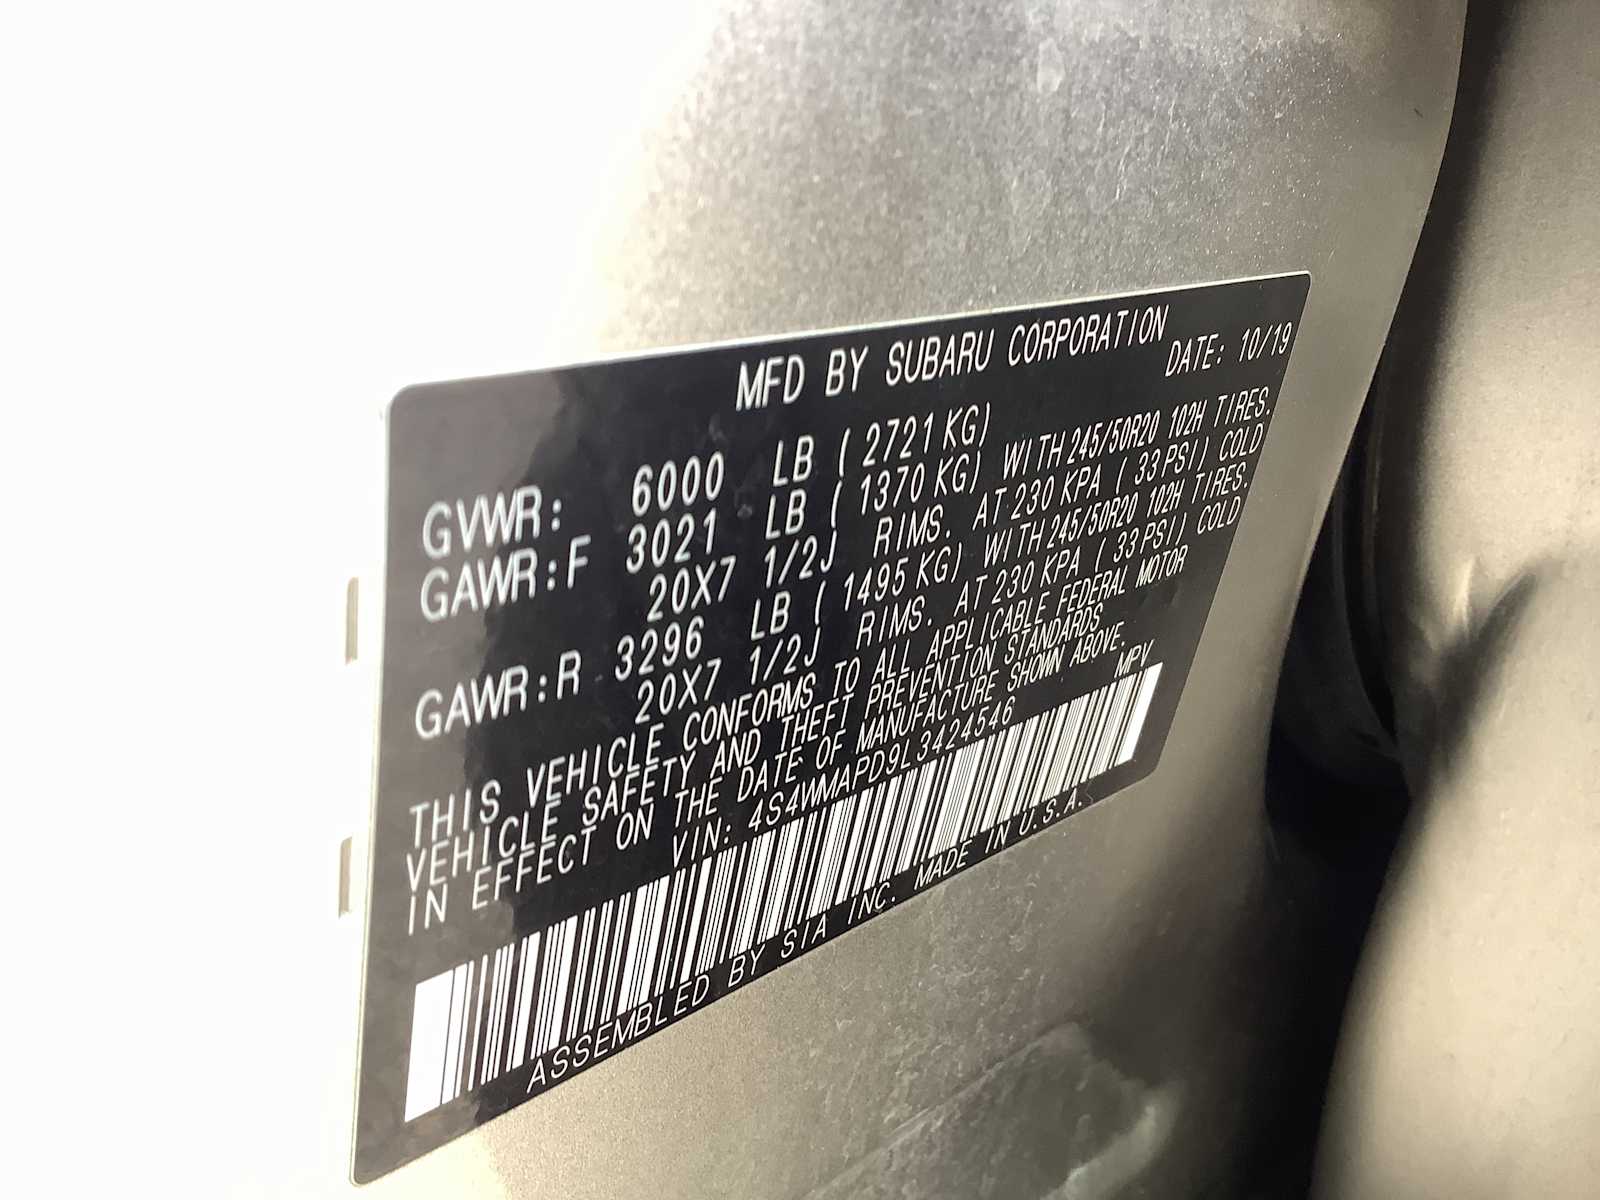 MFD BY SUBARU CORPORATION
DATE: 10/19
GVWR: 6000 LB ( 2721 KG)
GAWR:F 3021 LB ( 1370 KG) WITH 245/50R20 102H TIRES.
20X7 1/2J RIMS. AT 230 KPA ( 33 PSI) COLD
GAWR:R 3296 LB ( 1495 KG) WITH 245/50R20 102H TIRES.
20X7 1/2J RIMS. AT 230 KPA ( 33 PSI) COLD
THIS VEHICLE CONFORMS TO ALL APPLICABLE FEDERAL MOTOR
VEHICLE SAFETY AND THEFT PREVENTION STANDARDS
IN EFFECT ON THE DATE OF MANUFACTURE SHOWN ABOVE.
VIN: 4S4WMAPD9L3424546 MPV
ASSEMBLED BY SIA INC. MADE IN U.S.A.